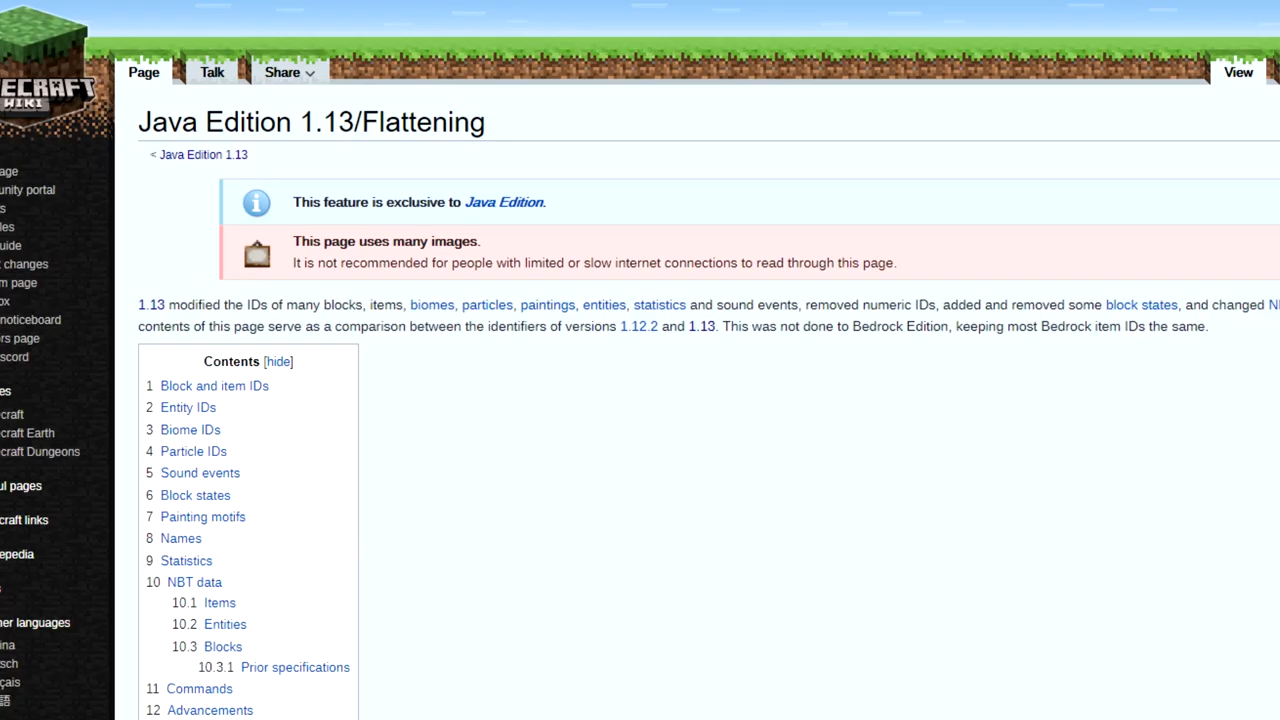 ECRAFT
WIKI
Page
Talk
Share
View
Java Edition 1.13/Flattening
< Java Edition 1.13
This feature is exclusive to Java Edition.
This page uses many images.
It is not recommended for people with limited or slow internet connections to read through this page.
1.13 modified the IDs of many blocks, items, biomes, particles, paintings, entities, statistics and sound events, removed numeric IDs, added and removed some block states, and changed
contents of this page serve as a comparison between the identifiers of versions 1.12.2 and 1.13. This was not done to Bedrock Edition, keeping most Bedrock item IDs the same.
Contents [hide]
1 Block and item IDs
2 Entity IDs
3 Biome IDs
4 Particle IDs
5 Sound events
6 Block states
7 Painting motifs
8 Names
9 Statistics
10 NBT data
10.1 Items
10.2 Entities
10.3 Blocks
10.3.1 Prior specifications
11 Commands
12 Advancements
age
unity portal
s
les
uide
t changes
m page
ox
noticeboard
rs page
scord
es
craft
craft Earth
craft Dungeons
ul pages
craft links
epedia
s
her languages
ina
tsch
çais
語